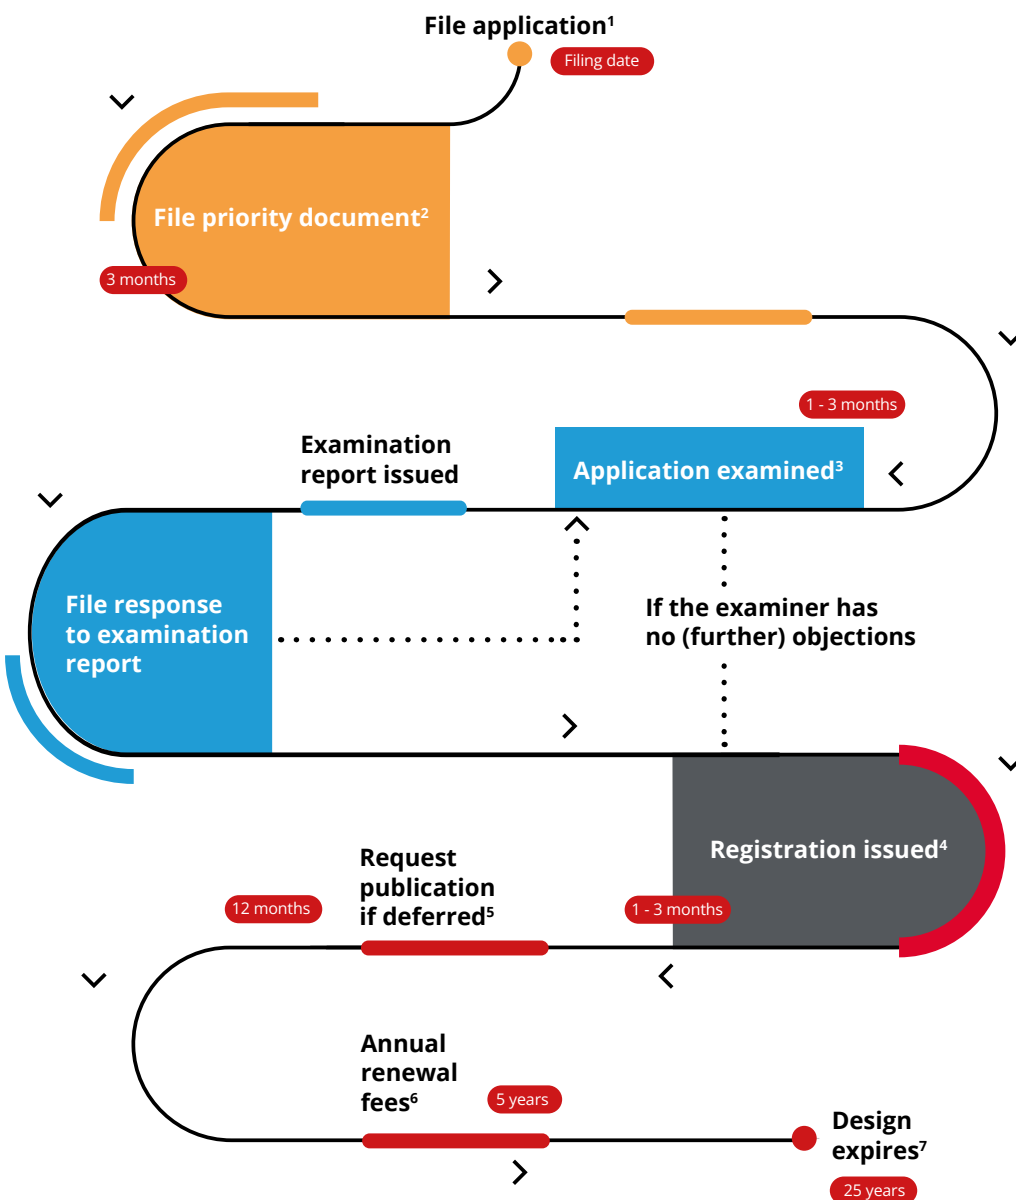 File application¹
Filing date
File priority document²
3 months
1 - 3 months
Application examined³
Examination
report issued
File response
to examination
report
If the examiner has
no (further) objections
Registration issued⁴
1 - 3 months
Request
publication
if deferred⁵
12 months
Annual
renewal
fees⁶
5 years
Design
expires⁷
25 years